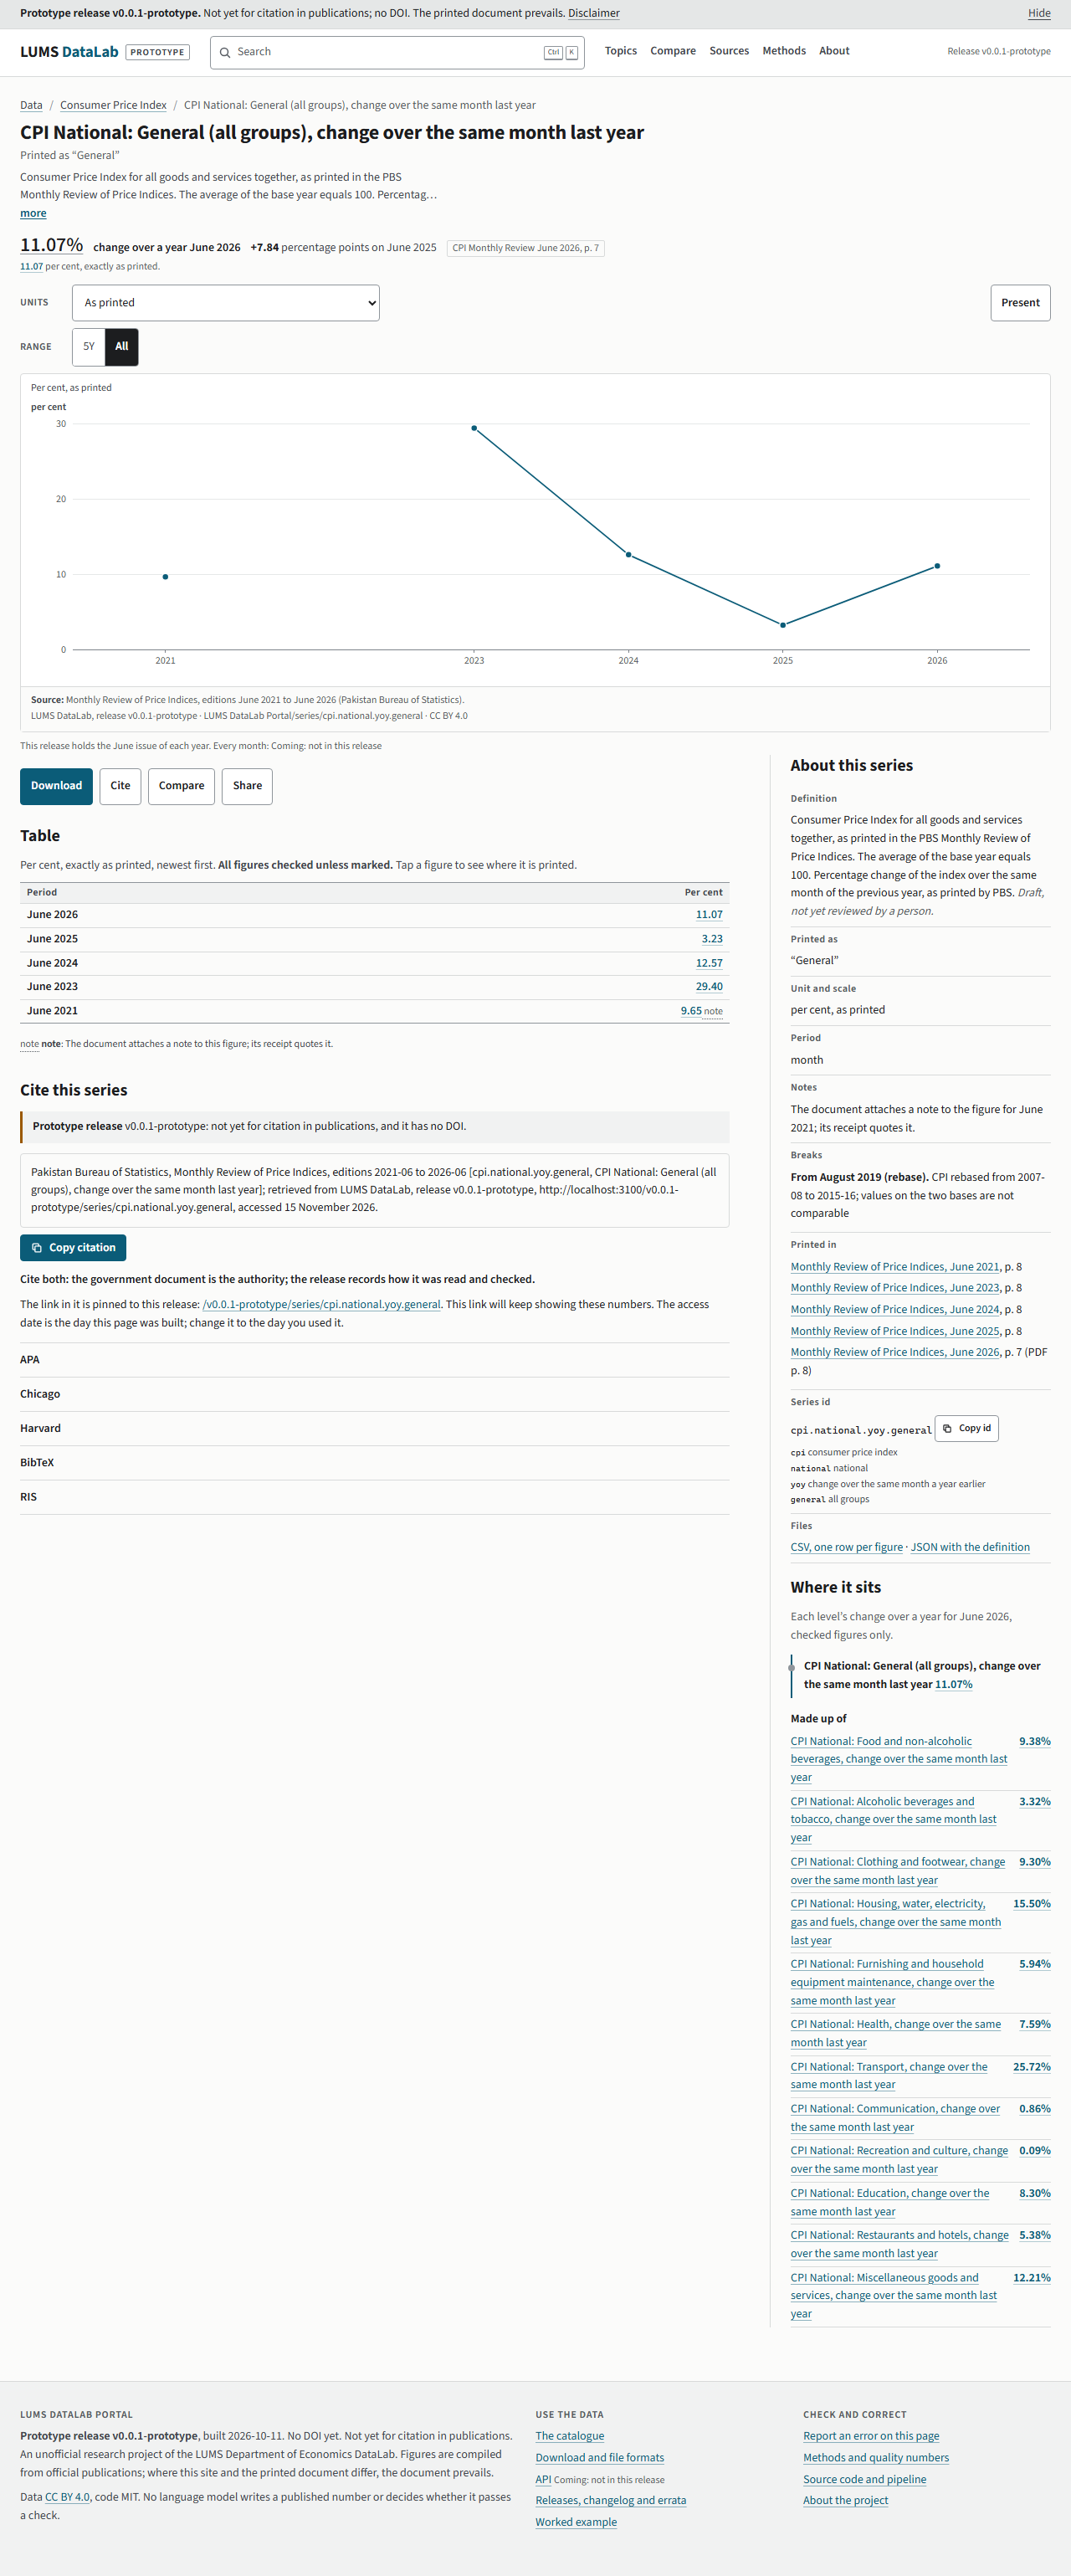 Prototype release v0.0.1-prototype. Not yet for citation in publications; no DOI. The printed document prevails. Disclaimer
Hide
LUMS DataLab PROTOTYPE
Search
Ctrl K
Topics Compare Sources Methods About
Release v0.0.1-prototype
Data / Consumer Price Index / CPI National: General (all groups), change over the same month last year
CPI National: General (all groups), change over the same month last year
Printed as “General”
Consumer Price Index for all goods and services together, as printed in the PBS
Monthly Review of Price Indices. The average of the base year equals 100. Percentag…
more
11.07% change over a year June 2026 +7.84 percentage points on June 2025 CPI Monthly Review June 2026, p. 7
11.07 per cent, exactly as printed.
UNITS As printed
Present
RANGE 5Y All
Per cent, as printed
per cent
30
20
10
0
2021 2023 2024 2025 2026
Source: Monthly Review of Price Indices, editions June 2021 to June 2026 (Pakistan Bureau of Statistics).
LUMS DataLab, release v0.0.1-prototype · LUMS DataLab Portal/series/cpi.national.yoy.general · CC BY 4.0
This release holds the June issue of each year. Every month: Coming: not in this release
Download Cite Compare Share
Table
Per cent, exactly as printed, newest first. All figures checked unless marked. Tap a figure to see where it is printed.
Period Per cent
June 2026 11.07
June 2025 3.23
June 2024 12.57
June 2023 29.40
June 2021 9.65 note
note note: The document attaches a note to this figure; its receipt quotes it.
Cite this series
Prototype release v0.0.1-prototype: not yet for citation in publications, and it has no DOI.
Pakistan Bureau of Statistics, Monthly Review of Price Indices, editions 2021-06 to 2026-06 [cpi.national.yoy.general, CPI National: General (all
groups), change over the same month last year]; retrieved from LUMS DataLab, release v0.0.1-prototype, http://localhost:3100/v0.0.1-
prototype/series/cpi.national.yoy.general, accessed 15 November 2026.
Copy citation
Cite both: the government document is the authority; the release records how it was read and checked.
The link in it is pinned to this release: /v0.0.1-prototype/series/cpi.national.yoy.general. This link will keep showing these numbers. The access
date is the day this page was built; change it to the day you used it.
APA
Chicago
Harvard
BibTeX
RIS
About this series
Definition
Consumer Price Index for all goods and services
together, as printed in the PBS Monthly Review of
Price Indices. The average of the base year equals
100. Percentage change of the index over the same
month of the previous year, as printed by PBS. Draft,
not yet reviewed by a person.
Printed as
“General”
Unit and scale
per cent, as printed
Period
month
Notes
The document attaches a note to the figure for June
2021; its receipt quotes it.
Breaks
From August 2019 (rebase). CPI rebased from 2007-
08 to 2015-16; values on the two bases are not
comparable
Printed in
Monthly Review of Price Indices, June 2021, p. 8
Monthly Review of Price Indices, June 2023, p. 8
Monthly Review of Price Indices, June 2024, p. 8
Monthly Review of Price Indices, June 2025, p. 8
Monthly Review of Price Indices, June 2026, p. 7 (PDF
p. 8)
Series id
cpi.national.yoy.general Copy id
cpi consumer price index
national national
yoy change over the same month a year earlier
general all groups
Files
CSV, one row per figure · JSON with the definition
Where it sits
Each level’s change over a year for June 2026,
checked figures only.
CPI National: General (all groups), change over
the same month last year 11.07%
Made up of
CPI National: Food and non-alcoholic 9.38%
beverages, change over the same month last
year
CPI National: Alcoholic beverages and 3.32%
tobacco, change over the same month last
year
CPI National: Clothing and footwear, change 9.30%
over the same month last year
CPI National: Housing, water, electricity, 15.50%
gas and fuels, change over the same month
last year
CPI National: Furnishing and household 5.94%
equipment maintenance, change over the
same month last year
CPI National: Health, change over the same 7.59%
month last year
CPI National: Transport, change over the 25.72%
same month last year
CPI National: Communication, change over 0.86%
the same month last year
CPI National: Recreation and culture, change 0.09%
over the same month last year
CPI National: Education, change over the 8.30%
same month last year
CPI National: Restaurants and hotels, change 5.38%
over the same month last year
CPI National: Miscellaneous goods and 12.21%
services, change over the same month last
year
LUMS DATALAB PORTAL
Prototype release v0.0.1-prototype, built 2026-10-11. No DOI yet. Not yet for citation in publications.
An unofficial research project of the LUMS Department of Economics DataLab. Figures are compiled
from official publications; where this site and the printed document differ, the document prevails.
Data CC BY 4.0, code MIT. No language model writes a published number or decides whether it passes
a check.
USE THE DATA
The catalogue
Download and file formats
API Coming: not in this release
Releases, changelog and errata
Worked example
CHECK AND CORRECT
Report an error on this page
Methods and quality numbers
Source code and pipeline
About the project